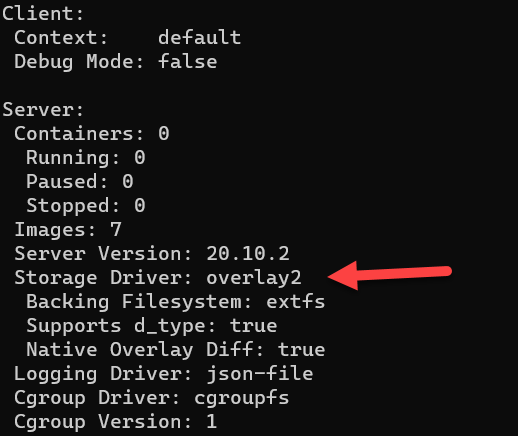 Client:
 Context:    default
 Debug Mode: false

Server:
 Containers: 0
  Running: 0
  Paused: 0
  Stopped: 0
 Images: 7
 Server Version: 20.10.2
 Storage Driver: overlay2
  Backing Filesystem: extfs
  Supports d_type: true
  Native Overlay Diff: true
 Logging Driver: json-file
 Cgroup Driver: cgroupfs
 Cgroup Version: 1